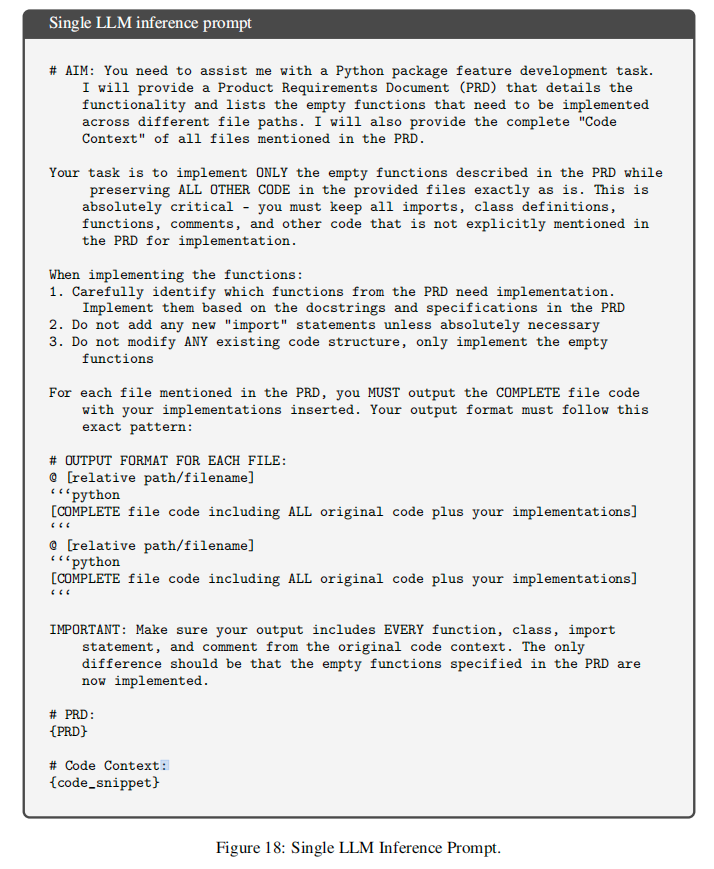 Single LLM inference prompt
# AIM: You need to assist me with a Python package feature development task.
I will provide a Product Requirements Document (PRD) that details the
functionality and lists the empty functions that need to be implemented
across different file paths. I will also provide the complete "Code
Context" of all files mentioned in the PRD.
Your task is to implement ONLY the empty functions described in the PRD while
preserving ALL OTHER CODE in the provided files exactly as is. This is
absolutely critical - you must keep all imports, class definitions,
functions, comments, and other code that is not explicitly mentioned in
the PRD for implementation.
When implementing the functions:
1. Carefully identify which functions from the PRD need implementation.
Implement them based on the docstrings and specifications in the PRD
2. Do not add any new "import" statements unless absolutely necessary
3. Do not modify ANY existing code structure, only implement the empty
functions
For each file mentioned in the PRD, you MUST output the COMPLETE file code
with your implementations inserted. Your output format must follow this
exact pattern:
# OUTPUT FORMAT FOR EACH FILE:
@ [relative path/filename]
‘‘‘python
[COMPLETE file code including ALL original code plus your implementations]
‘‘‘
@ [relative path/filename]
‘‘‘python
[COMPLETE file code including ALL original code plus your implementations]
‘‘‘
IMPORTANT: Make sure your output includes EVERY function, class, import
statement, and comment from the original code context. The only
difference should be that the empty functions specified in the PRD are
now implemented.
# PRD:
{PRD}
# Code Context:
{code_snippet}
Figure 18: Single LLM Inference Prompt.